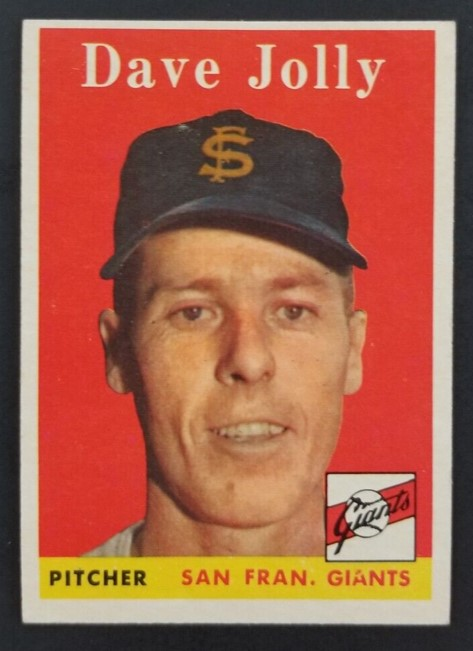 Dave Jolly
SF
Giants
PITCHER SAN FRAN. GIANTS